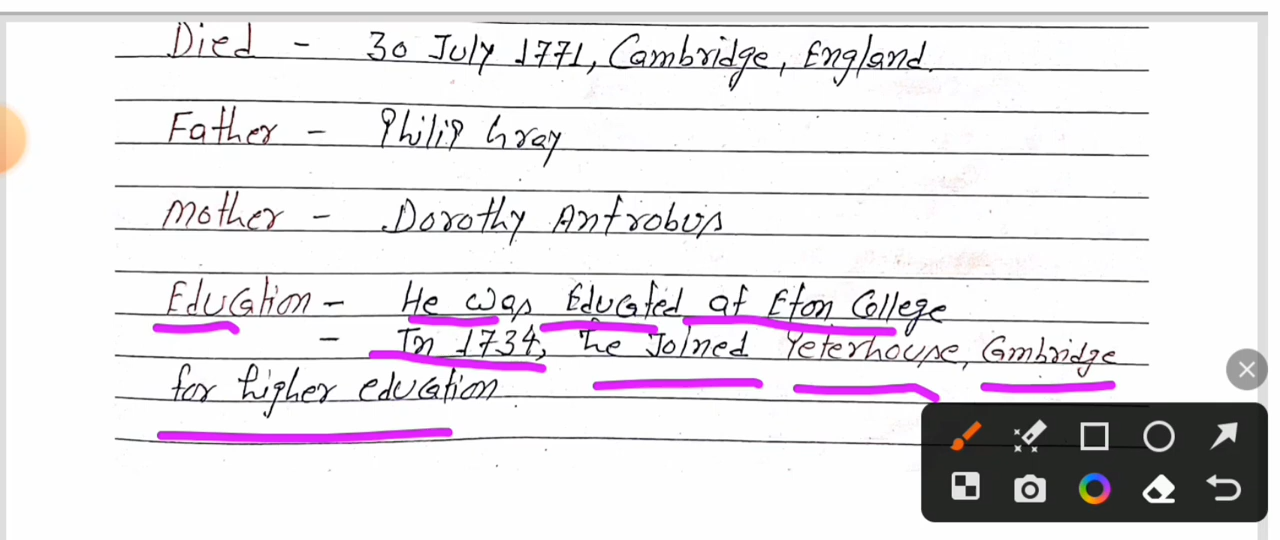 Died - 30 July 1771, Cambridge, England.
Father - Philip Gray
Mother - Dorothy Antrobus
Education - He was Educated at Eton College
- In 1734, he Joined Peterhouse, Cambridge
for higher education.